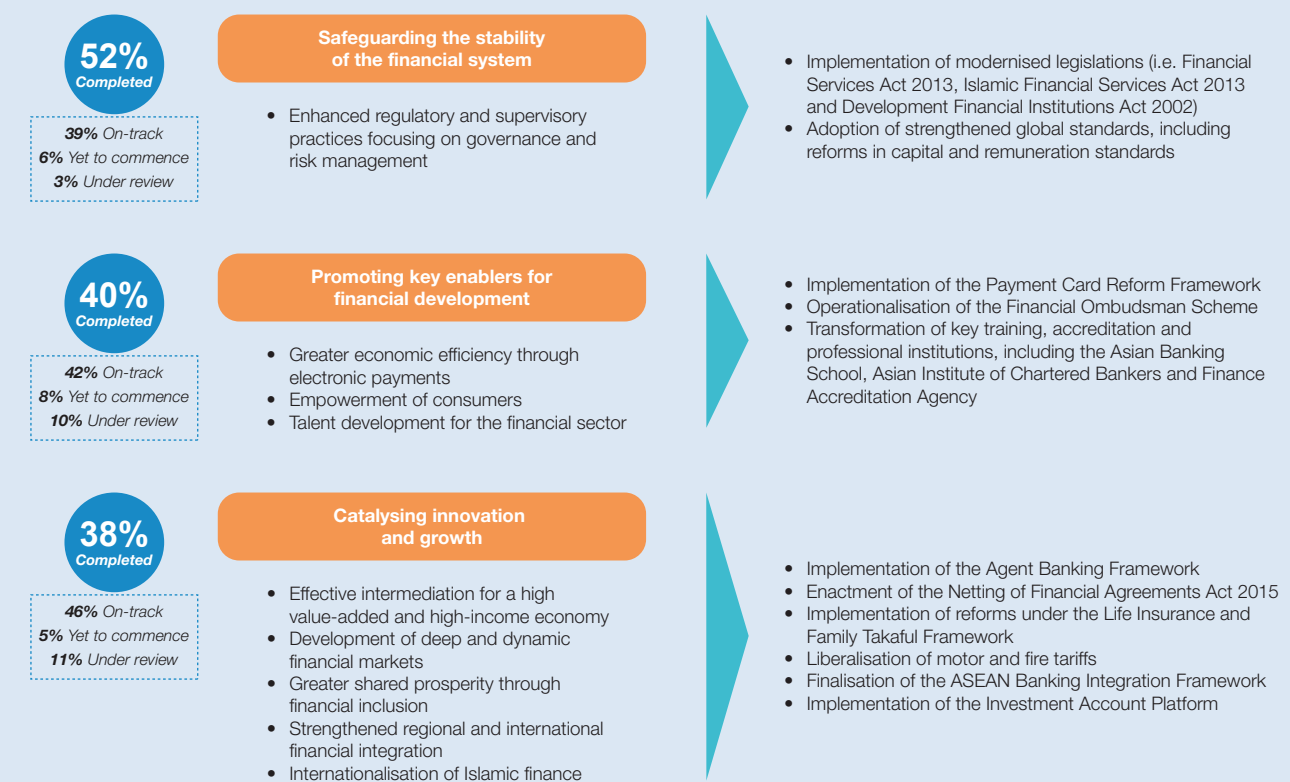 52%
Completed
39% On-track
6% Yet to commence
3% Under review
Safeguarding the stability
of the financial system
• Enhanced regulatory and supervisory
practices focusing on governance and
risk management
• Implementation of modernised legislations (i.e. Financial
Services Act 2013, Islamic Financial Services Act 2013
and Development Financial Institutions Act 2002)
• Adoption of strengthened global standards, including
reforms in capital and remuneration standards
40%
Completed
42% On-track
8% Yet to commence
10% Under review
Promoting key enablers for
financial development
• Greater economic efficiency through
electronic payments
• Empowerment of consumers
• Talent development for the financial sector
• Implementation of the Payment Card Reform Framework
• Operationalisation of the Financial Ombudsman Scheme
• Transformation of key training, accreditation and
professional institutions, including the Asian Banking
School, Asian Institute of Chartered Bankers and Finance
Accreditation Agency
38%
Completed
46% On-track
5% Yet to commence
11% Under review
Catalysing innovation
and growth
• Effective intermediation for a high
value-added and high-income economy
• Development of deep and dynamic
financial markets
• Greater shared prosperity through
financial inclusion
• Strengthened regional and international
financial integration
• Internationalisation of Islamic finance
• Implementation of the Agent Banking Framework
• Enactment of the Netting of Financial Agreements Act 2015
• Implementation of reforms under the Life Insurance and
Family Takaful Framework
• Liberalisation of motor and fire tariffs
• Finalisation of the ASEAN Banking Integration Framework
• Implementation of the Investment Account Platform